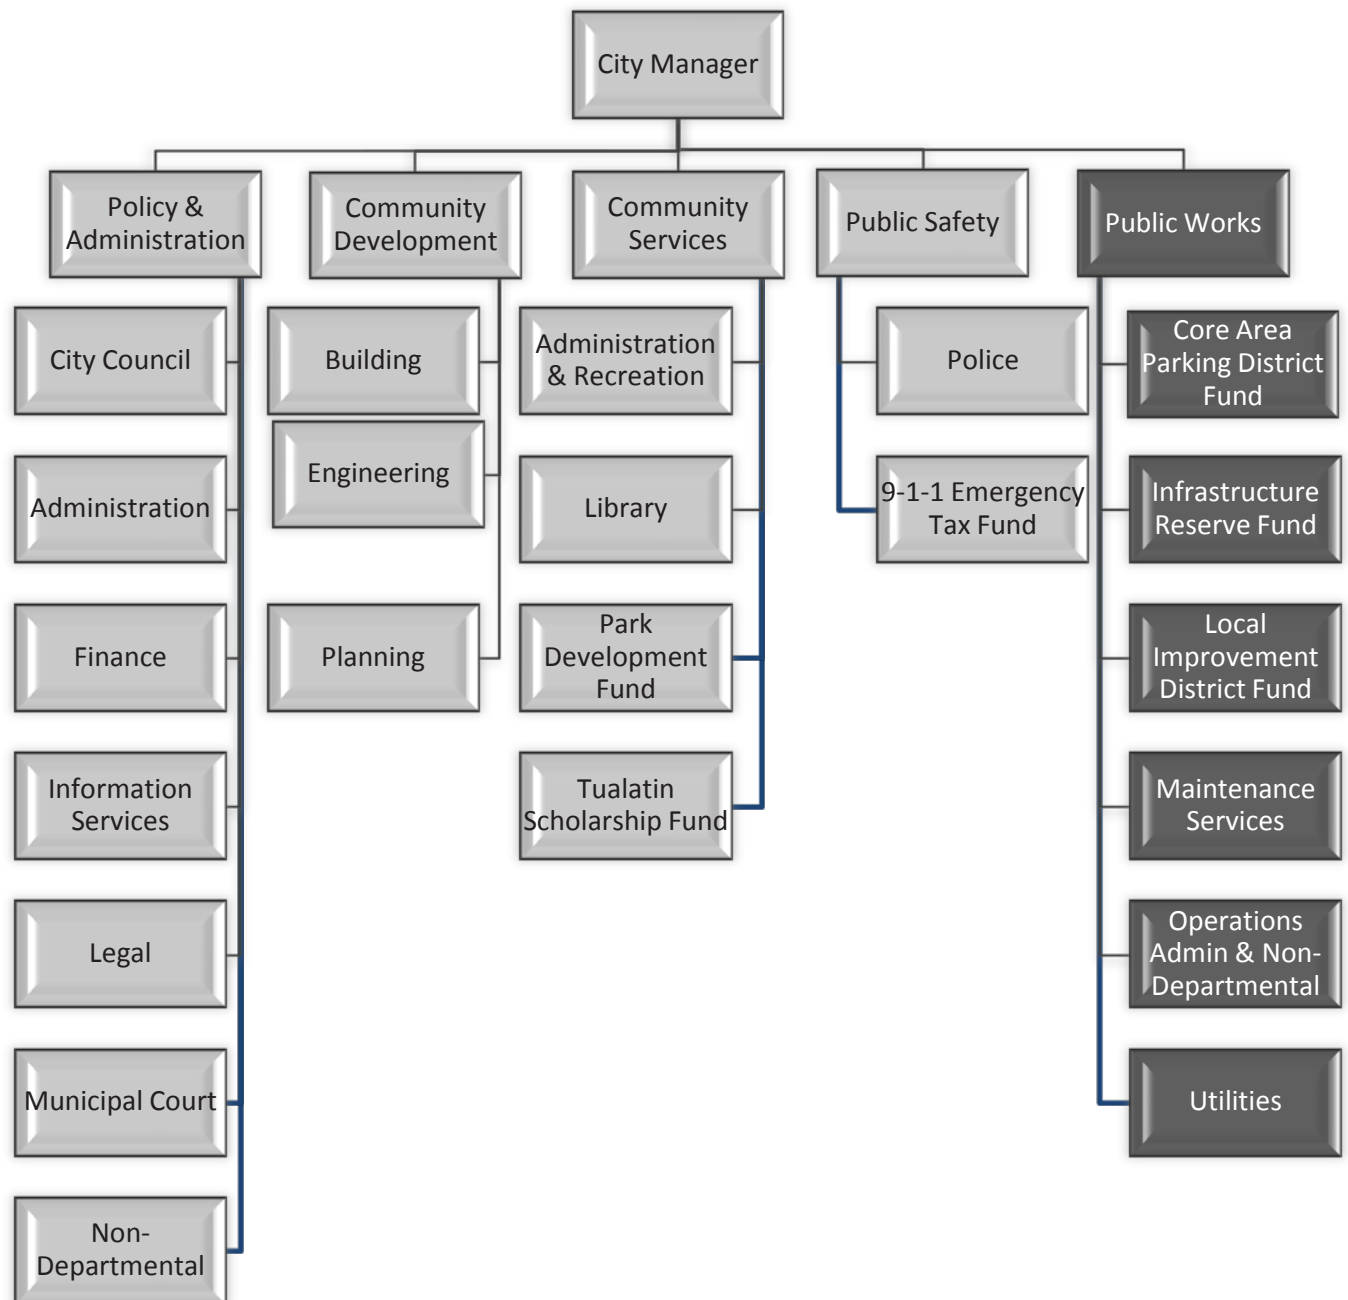 City Manager
Policy &
Administration
Community
Development
Community
Services
Public Safety
Public Works
City Council
Administration
Finance
Information
Services
Legal
Municipal Court
Non-
Departmental
Building
Engineering
Planning
Administration
& Recreation
Library
Park
Development
Fund
Tualatin
Scholarship Fund
Police
9-1-1 Emergency
Tax Fund
Core Area
Parking District
Fund
Infrastructure
Reserve Fund
Local
Improvement
District Fund
Maintenance
Services
Operations
Admin & Non-
Departmental
Utilities